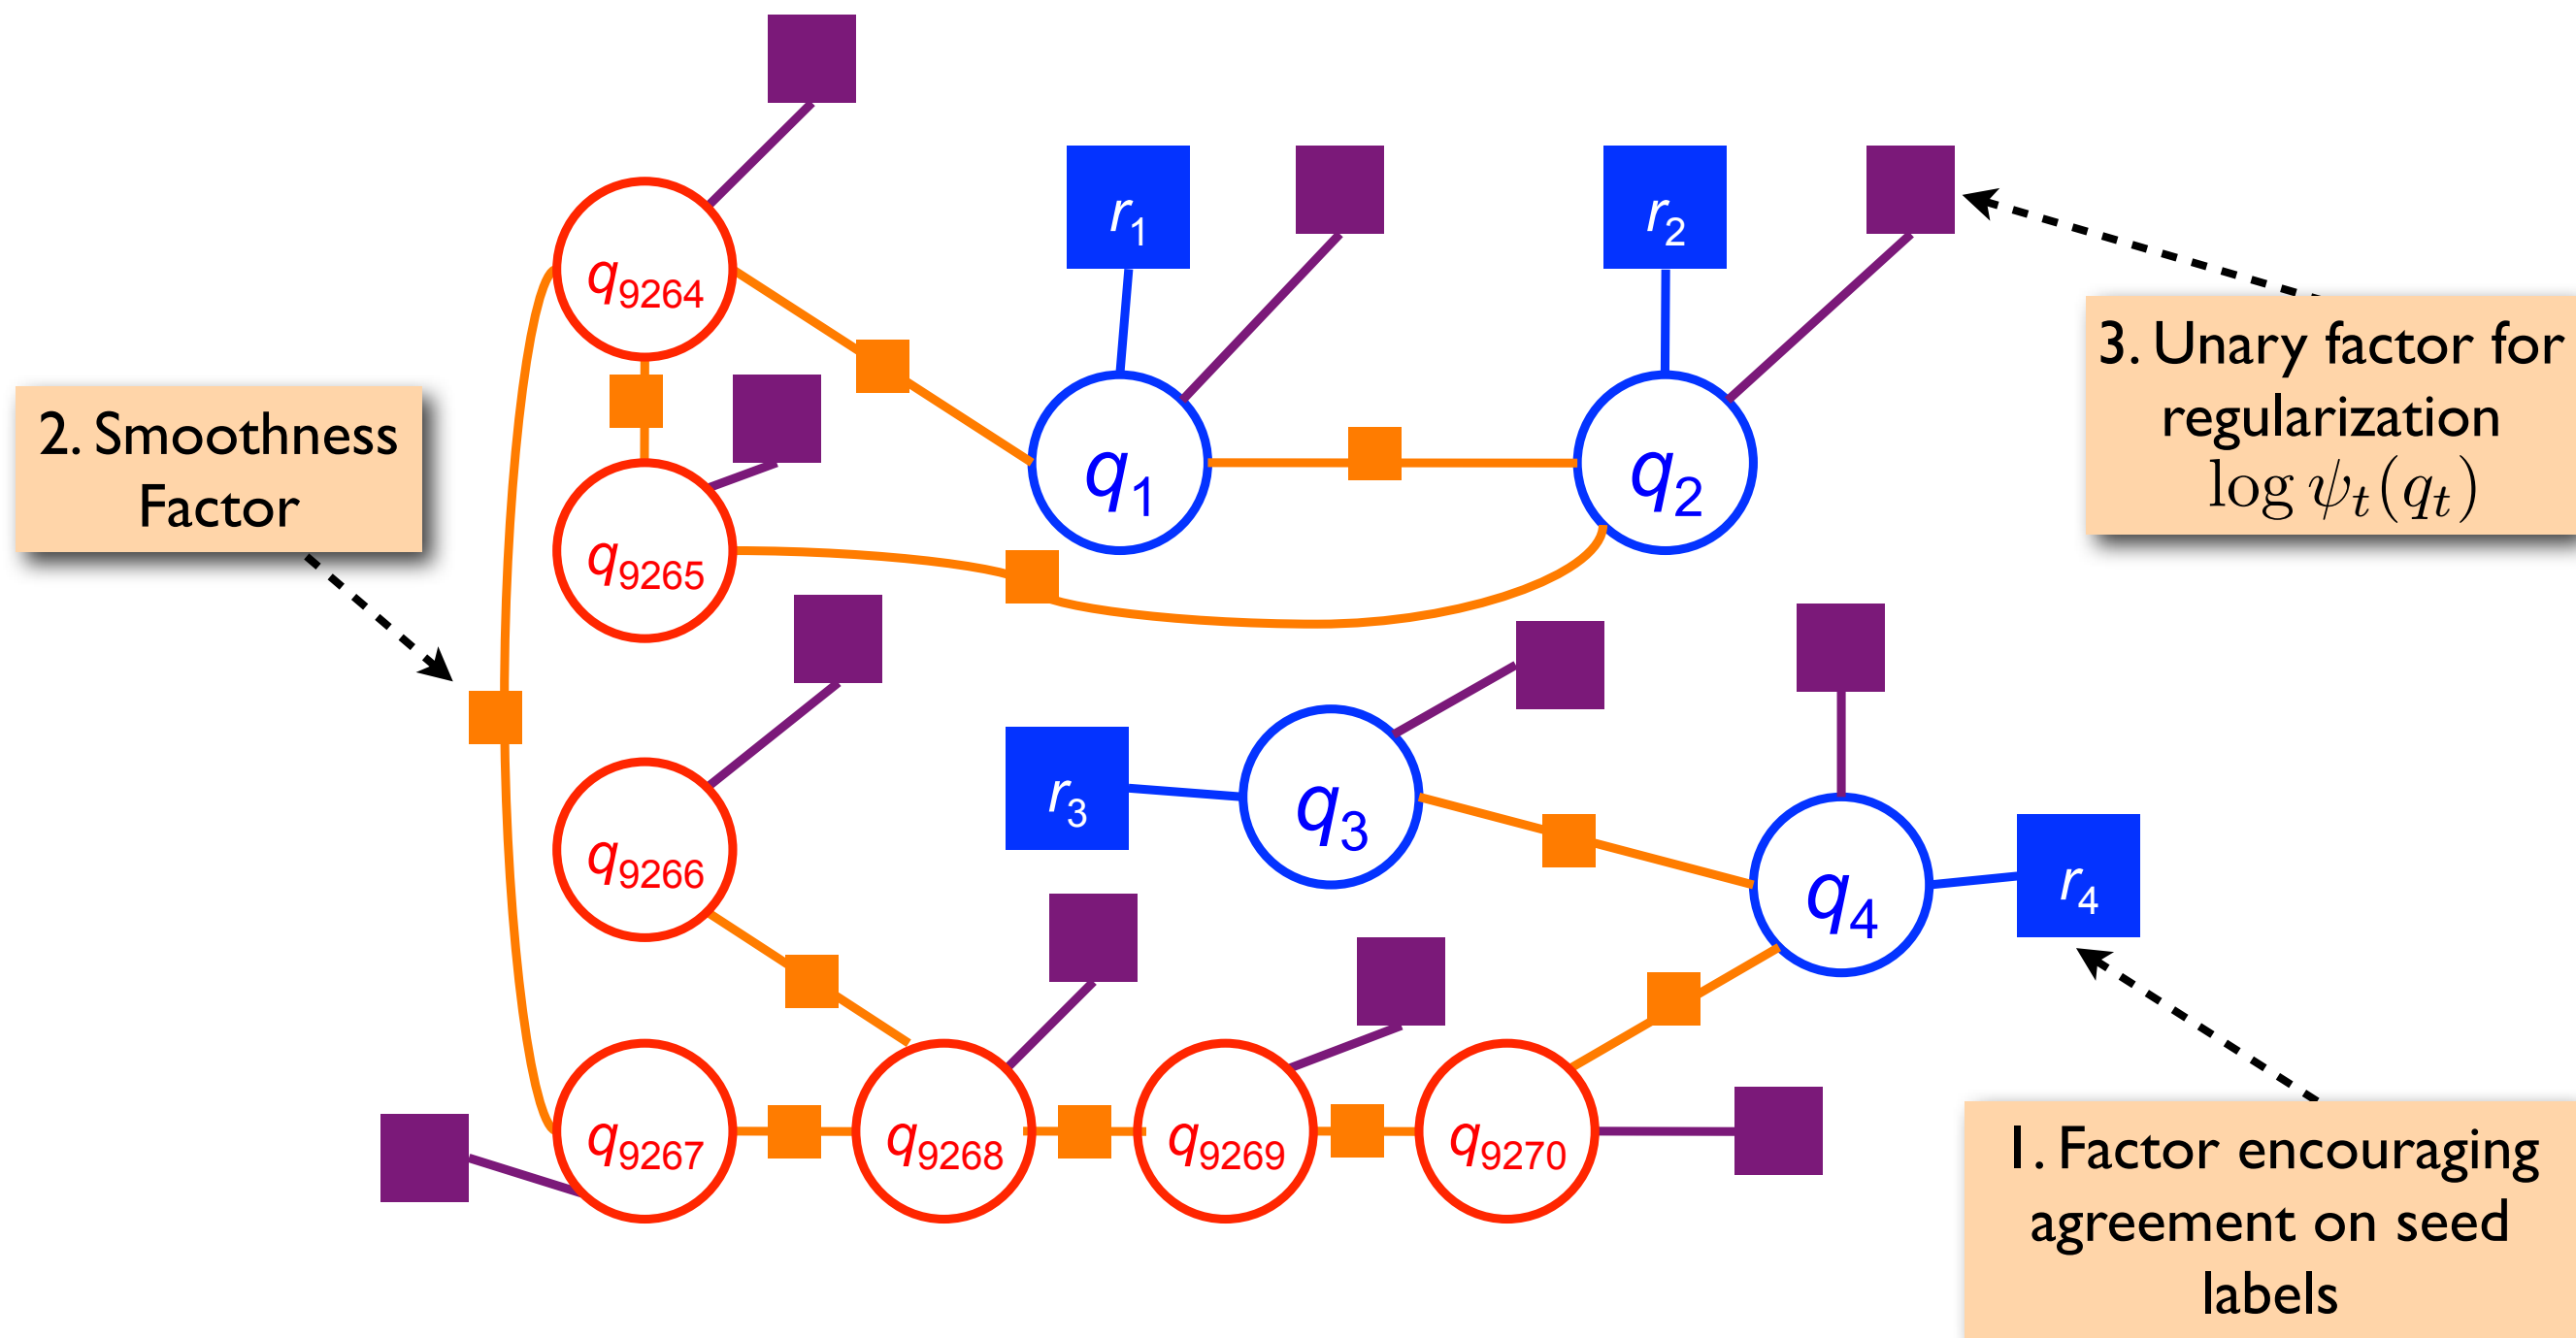 r1
r2
q9264
3. Unary factor for
regularization
log ψt(qt)
2. Smoothness
Factor
q1
q2
q9265
r3
q3
q9266
q4
r4
q9267
q9268
q9269
q9270
1. Factor encouraging
agreement on seed
labels